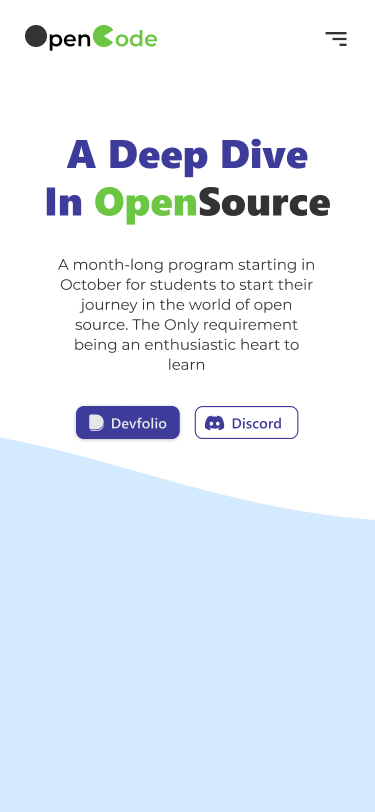 OpenCode
A Deep Dive
In OpenSource
A month-long program starting in
October for students to start their
journey in the world of open
source. The Only requirement
being an enthusiastic heart to
learn
Devfolio
Discord